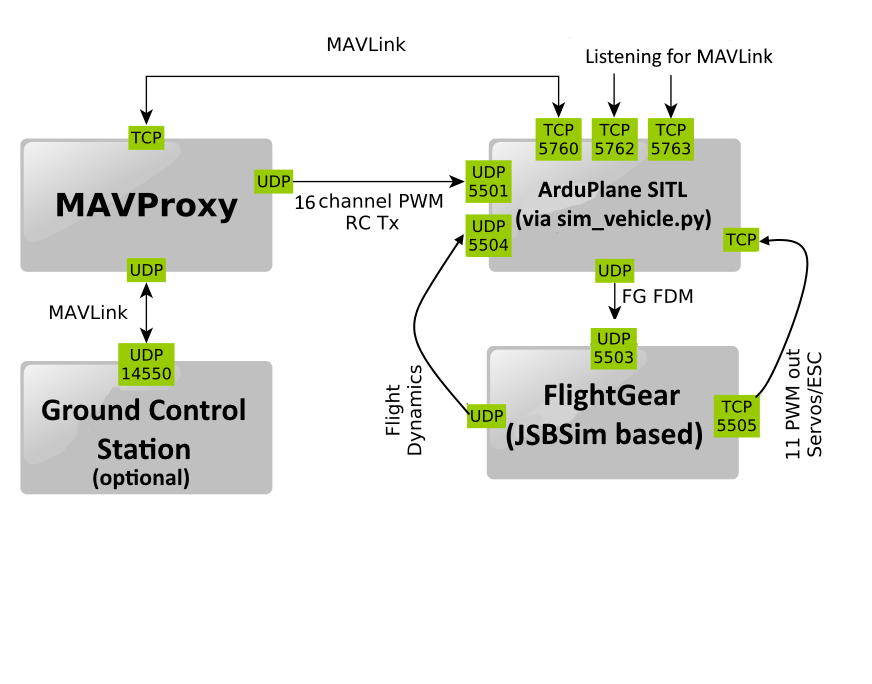 MAVLink
Listening for MAVLink
TCP
TCP
5760
TCP
5762
TCP
5763
MAVProxy
UDP
16 channel PWM
RC Tx
UDP
5501
UDP
5504
ArduPlane SITL
(via sim_vehicle.py)
TCP
UDP
MAVLink
UDP
14550
Ground Control
Station
(optional)
UDP
FG FDM
UDP
5503
FlightGear
(JSBSim based)
UDP
TCP
5505
Flight
Dynamics
11 PWM out
Servos/ESC